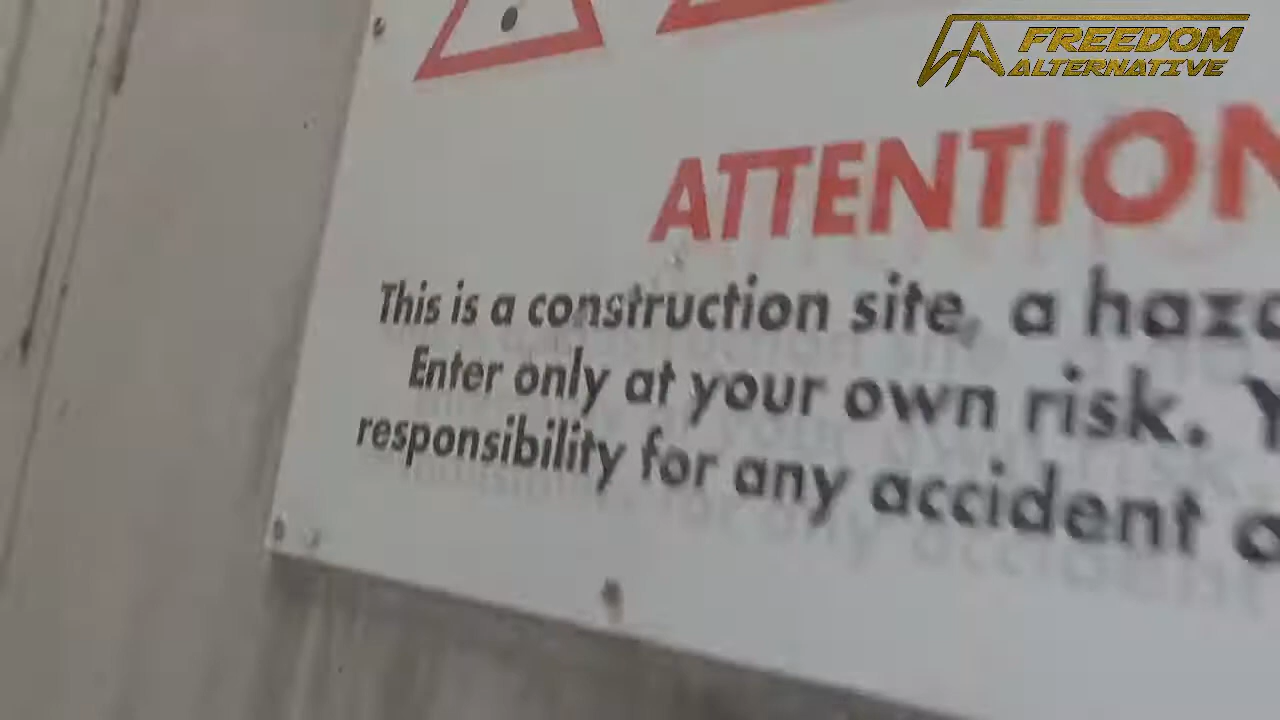 FREEDOM
ALTERNATIVE
ATTENTION
This is a construction site, a
Enter only at your own risk.
responsibility for any accident